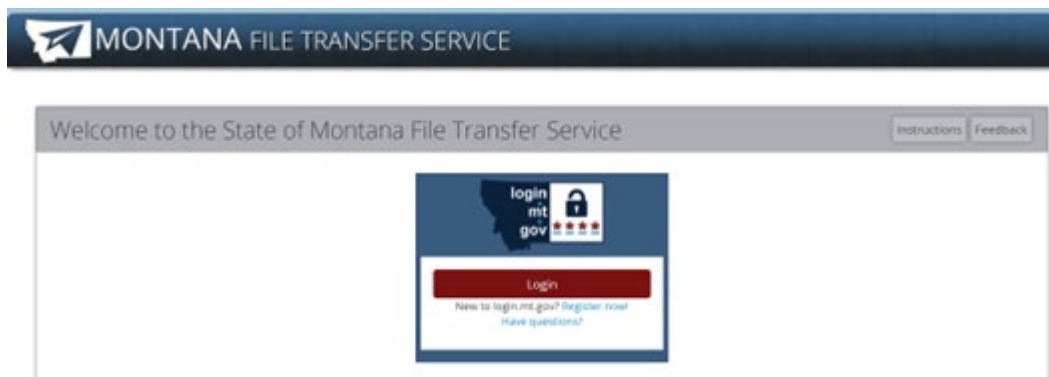 MONTANA FILE TRANSFER SERVICE
Welcome to the State of Montana File Transfer Service
Instructions Feedback
login
mt
gov
Login
New to login.mt.gov? Register now!
Have questions?